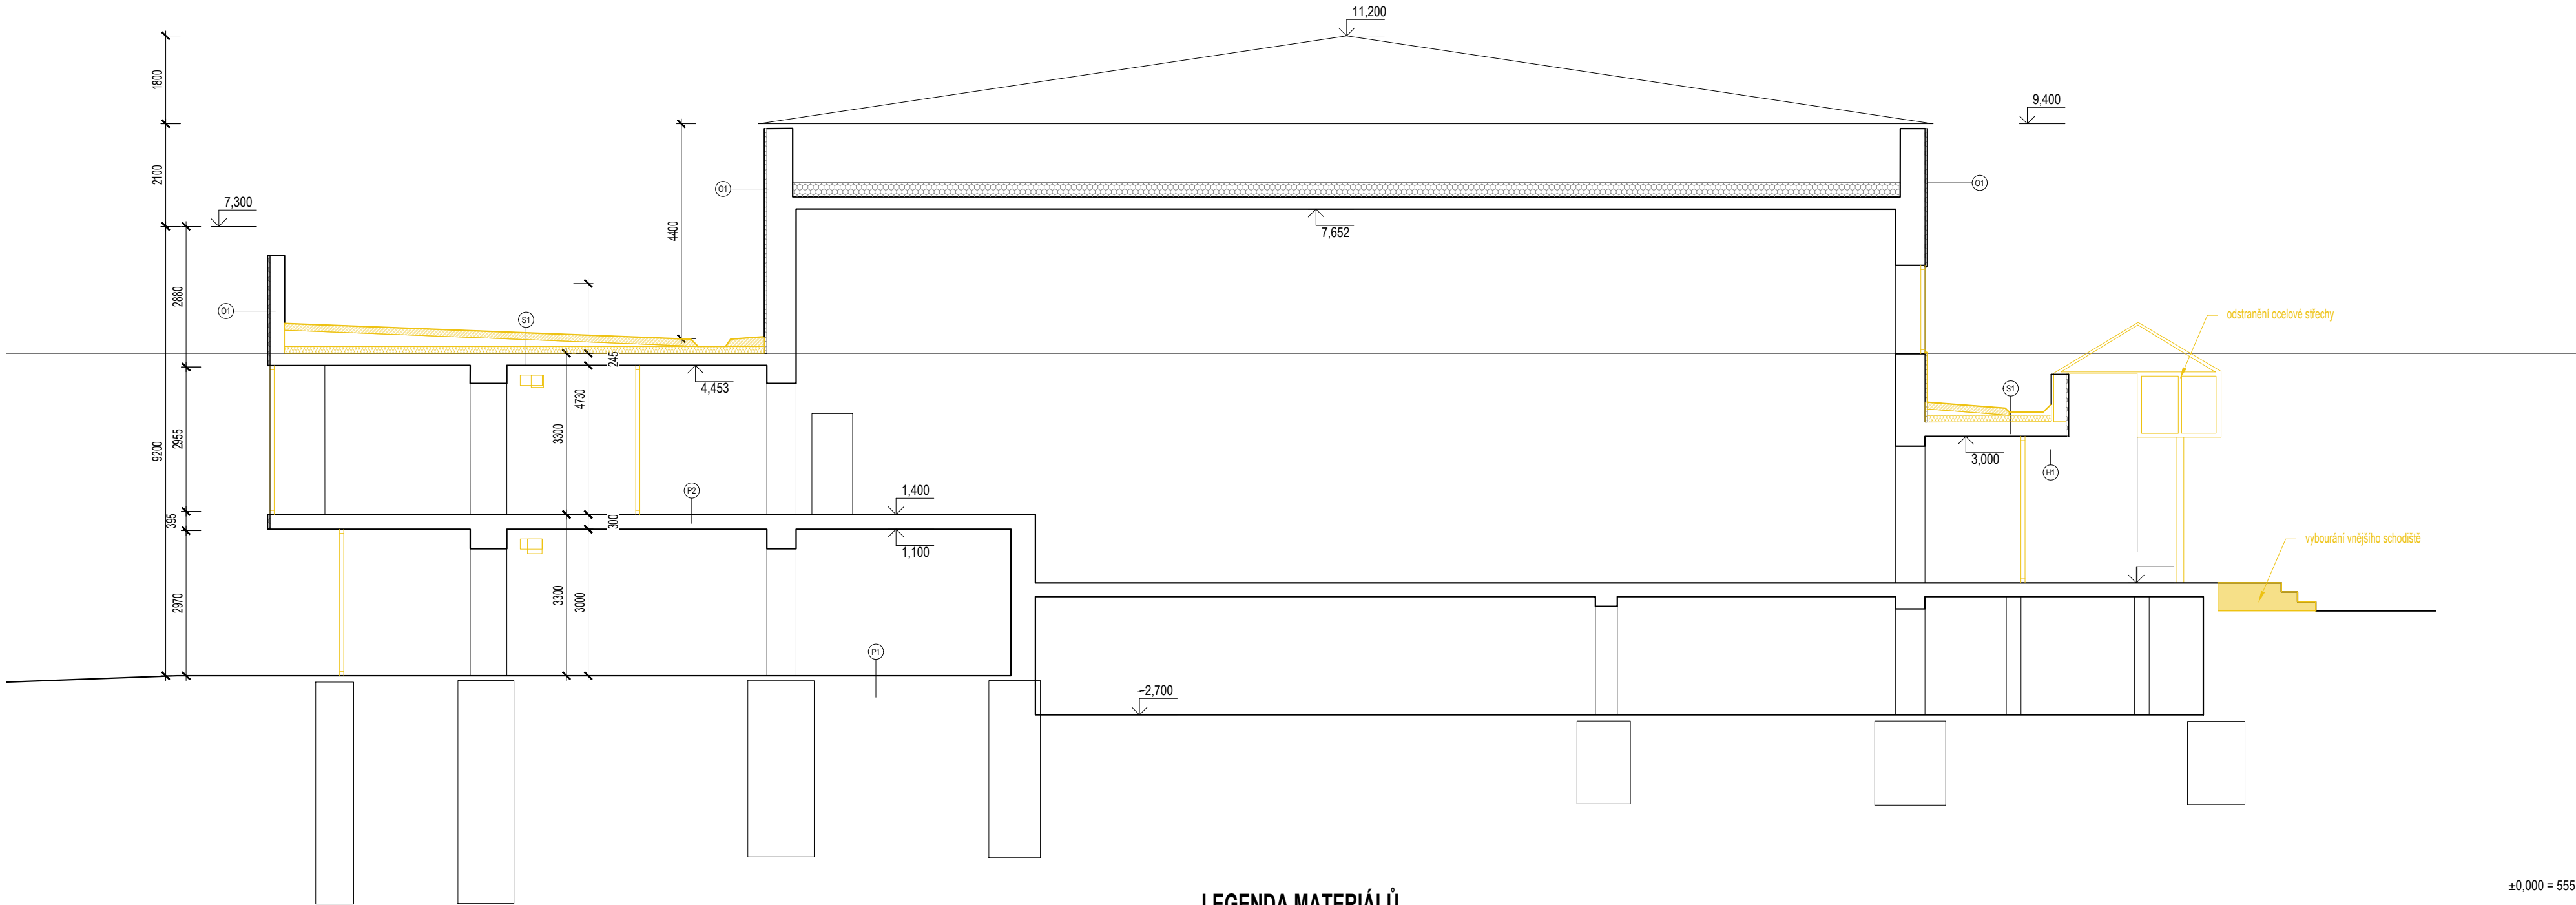 11,200
1800
9,400
2100
O1
O1
7,300
4400
7,652
2880
O1
S1
odstranění ocelové střechy
245
4,453
S1
4730
3300
2955
9200
3,000
H1
P2
1,400
395
300
1,100
vybourání vnějšího schodiště
3300
3000
2970
P1
-2,700
±0,000 = 555
LEGENDA MATERIÁLŮ